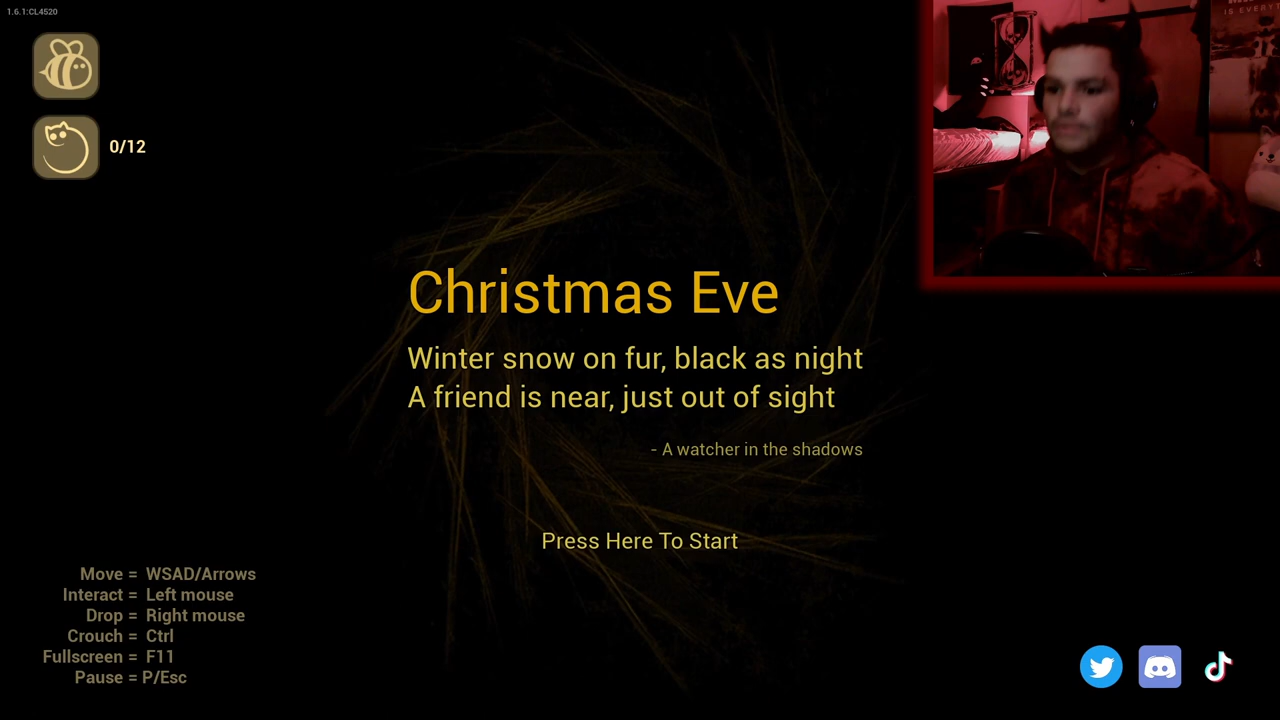 1.6.1:CL4520
IS EVERYT
0/12
Christmas Eve
Winter snow on fur, black as night
A friend is near, just out of sight
- A watcher in the shadows
Press Here To Start
Move = WSAD/Arrows
Interact = Left mouse
Drop = Right mouse
Crouch = Ctrl
Fullscreen = F11
Pause = P/Esc